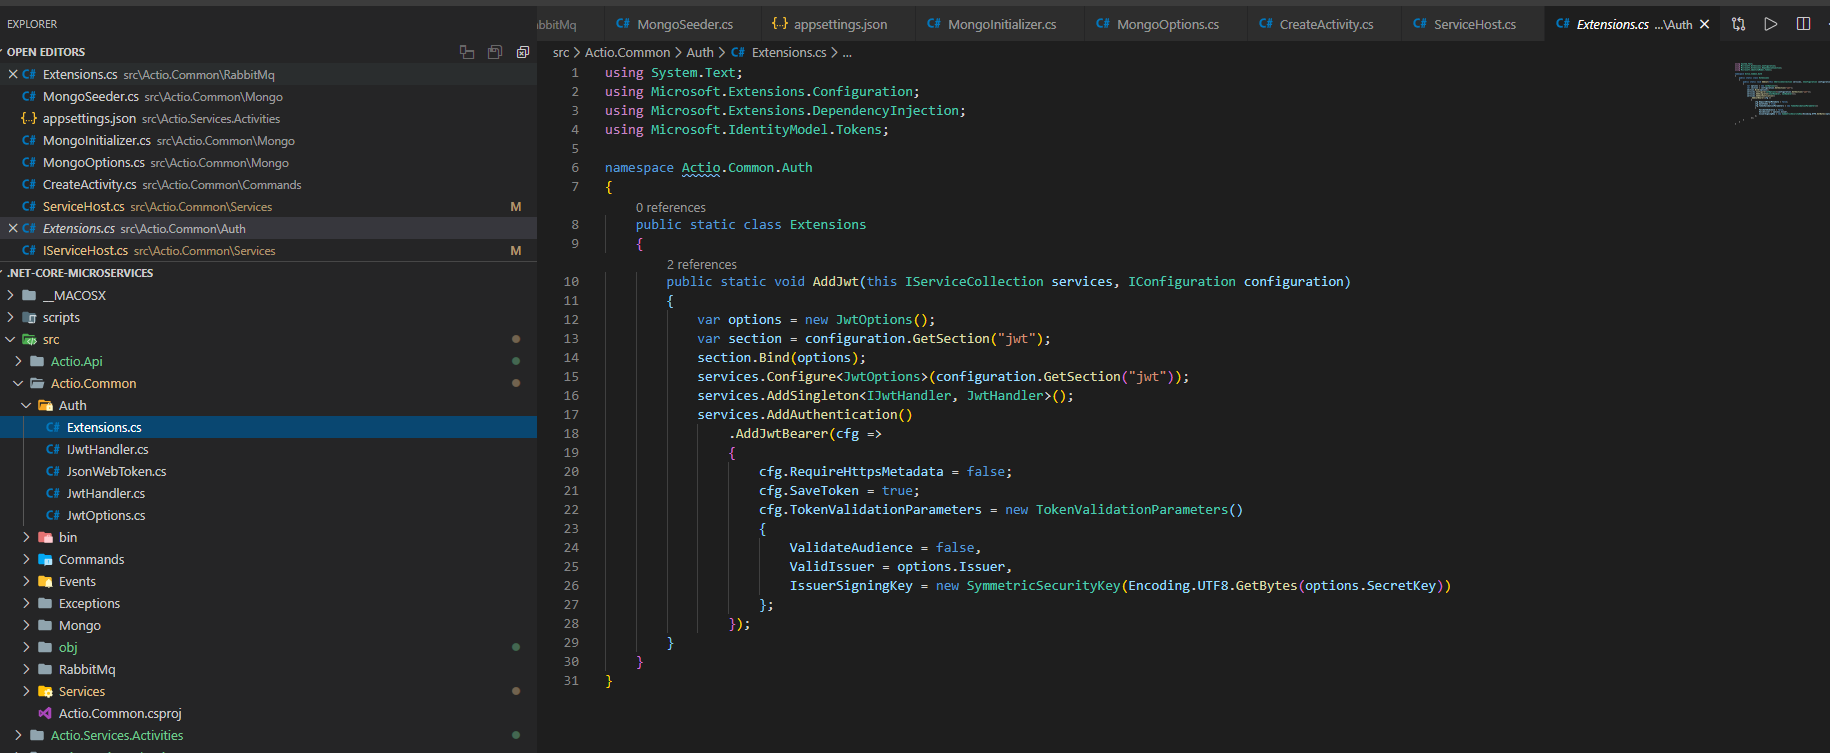 EXPLORER
OPEN EDITORS
Extensions.cs src\Actio.Common\RabbitMq
C# MongoSeeder.cs src\Actio.Common\Mongo
{..} appsettings.json src\Actio.Services.Activities
C# MongoInitializer.cs src\Actio.Common\Mongo
C# MongoOptions.cs src\Actio.Common\Mongo
C# CreateActivity.cs src\Actio.Common\Commands
C# ServiceHost.cs src\Actio.Common\Services M
C# Extensions.cs src\Actio.Common\Auth
C# IServiceHost.cs src\Actio.Common\Services M
.NET-CORE-MICROSERVICES
__MACOSX
scripts
src
Actio.Api
Actio.Common
Auth
C# Extensions.cs
C# IJwtHandler.cs
C# JsonWebToken.cs
C# JwtHandler.cs
C# JwtOptions.cs
bin
Commands
Events
Exceptions
Mongo
obj
RabbitMq
Services
Actio.Common.csproj
Actio.Services.Activities
bbitMq C# MongoSeeder.cs {..} appsettings.json C# MongoInitializer.cs C# MongoOptions.cs C# CreateActivity.cs C# ServiceHost.cs C# Extensions.cs ...\Auth
src > Actio.Common > Auth > C# Extensions.cs > ...
1 using System.Text;
2 using Microsoft.Extensions.Configuration;
3 using Microsoft.Extensions.DependencyInjection;
4 using Microsoft.IdentityModel.Tokens;
5
6 namespace Actio.Common.Auth
7 {
0 references
8 public static class Extensions
9 {
2 references
10 public static void AddJwt(this IServiceCollection services, IConfiguration configuration)
11 {
12 var options = new JwtOptions();
13 var section = configuration.GetSection("jwt");
14 section.Bind(options);
15 services.Configure<JwtOptions>(configuration.GetSection("jwt"));
16 services.AddSingleton<IJwtHandler, JwtHandler>();
17 services.AddAuthentication()
18 .AddJwtBearer(cfg =>
19 {
20 cfg.RequireHttpsMetadata = false;
21 cfg.SaveToken = true;
22 cfg.TokenValidationParameters = new TokenValidationParameters()
23 {
24 ValidateAudience = false,
25 ValidIssuer = options.Issuer,
26 IssuerSigningKey = new SymmetricSecurityKey(Encoding.UTF8.GetBytes(options.SecretKey))
27 };
28 });
29 }
30 }
31 }